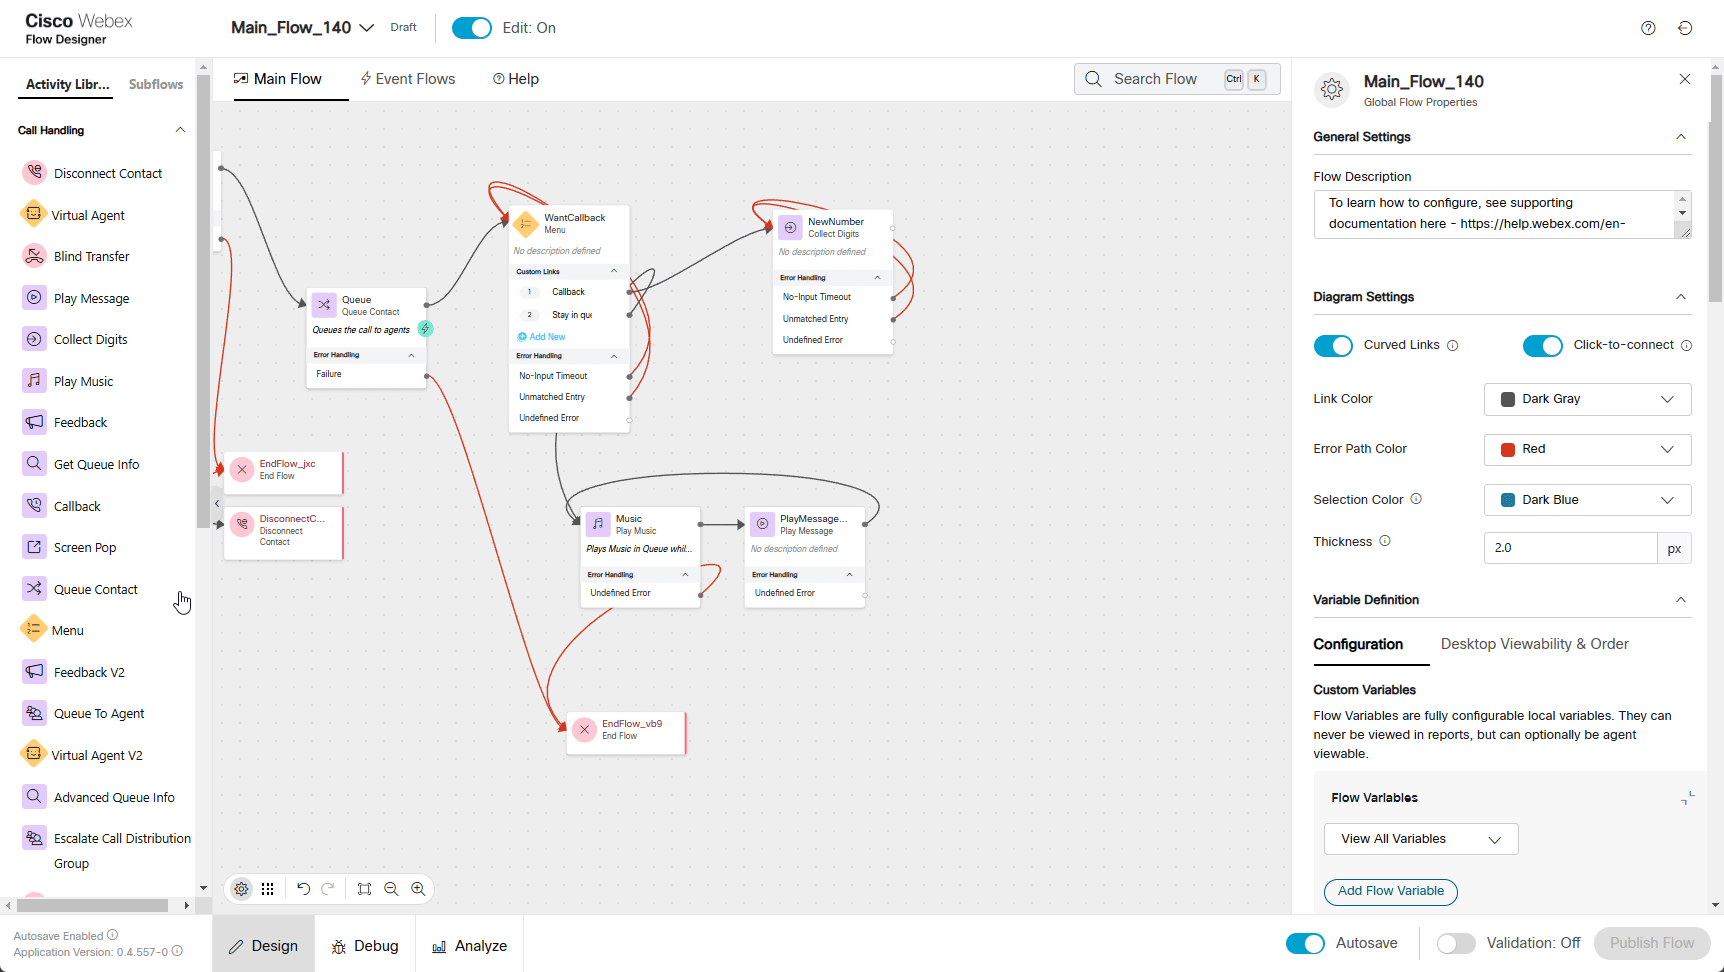 Cisco Webex
Flow Designer
Main_Flow_140
Draft
Edit: On
Activity Libr...
Subflows
Call Handling
Disconnect Contact
Virtual Agent
Blind Transfer
Play Message
Collect Digits
Play Music
Feedback
Get Queue Info
Callback
Screen Pop
Queue Contact
Menu
Feedback V2
Queue To Agent
Virtual Agent V2
Advanced Queue Info
Escalate Call Distribution
Group
Autosave Enabled
Application Version: 0.4.557-0
Main Flow
Event Flows
Help
Search Flow
Ctrl
K
Queue
Queue Contact
Queues the call to agents
Error Handling
Failure
WantCallback
Menu
No description defined
Custom Links
1
Callback
2
Stay in qu
Add New
Error Handling
No-Input Timeout
Unmatched Entry
Undefined Error
NewNumber
Collect Digits
No description defined
Error Handling
No-Input Timeout
Unmatched Entry
Undefined Error
EndFlow_jxc
End Flow
DisconnectC...
Disconnect
Contact
Music
Play Music
Plays Music in Queue whil...
Error Handling
Undefined Error
PlayMessage...
Play Message
No description defined
Error Handling
Undefined Error
EndFlow_vb9
End Flow
Design
Debug
Analyze
Main_Flow_140
Global Flow Properties
General Settings
Flow Description
To learn how to configure, see supporting
documentation here - https://help.webex.com/en-
Diagram Settings
Curved Links
Click-to-connect
Link Color
Dark Gray
Error Path Color
Red
Selection Color
Dark Blue
Thickness
2.0
px
Variable Definition
Configuration
Desktop Viewability & Order
Custom Variables
Flow Variables are fully configurable local variables. They can
never be viewed in reports, but can optionally be agent
viewable.
Flow Variables
View All Variables
Add Flow Variable
Autosave
Validation: Off
Publish Flow